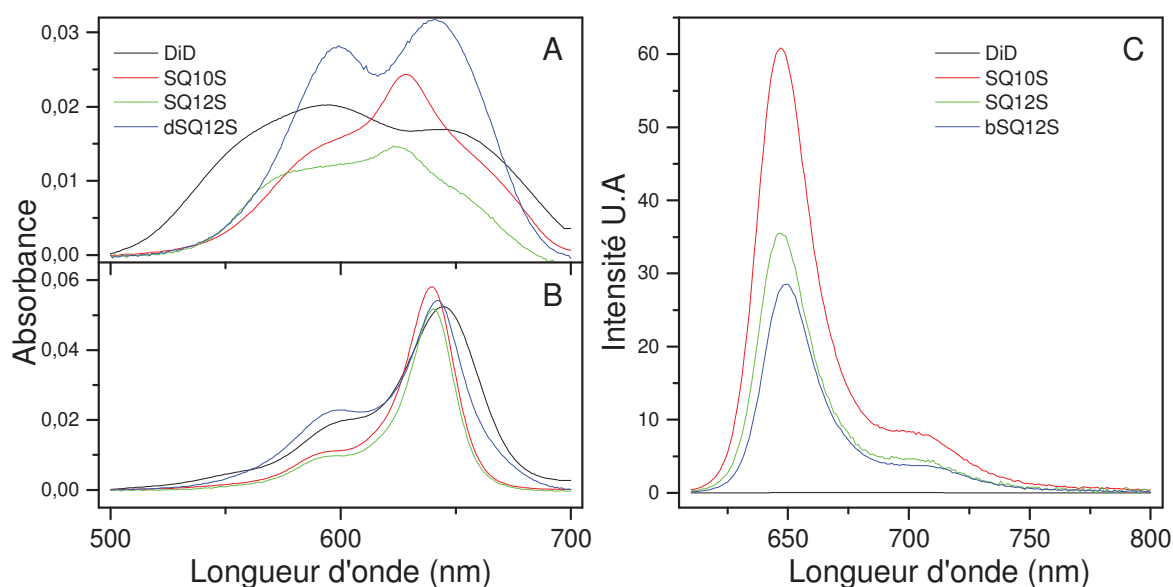 0,03
0,02
0,01
0,00
DiD
SQ10S
SQ12S
dSQ12S
A
0,06
0,04
0,02
0,00
B
Absorbance
500
600
700
Longueur d'onde (nm)
60
50
40
30
20
10
0
DiD
SQ10S
SQ12S
bSQ12S
C
Intensité U.A
650
700
750
800
Longueur d'onde (nm)